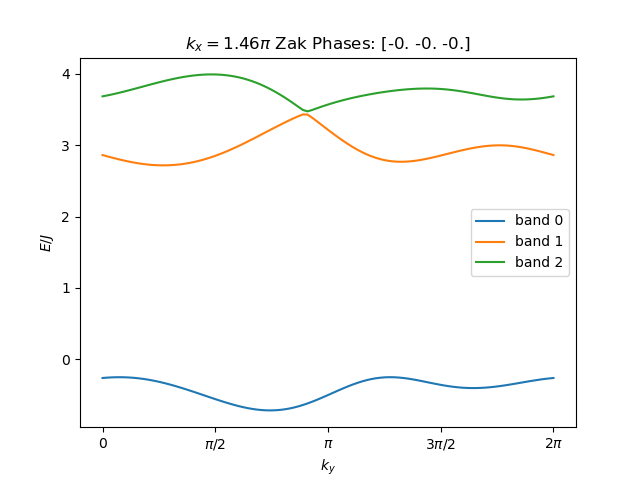 $k_x = 1.46\pi$ Zak Phases: [-0. -0. -0.]
4
3
2
1
0
E/J
band 0
band 1
band 2
0 π/2 π 3π/2 2π
$k_y$